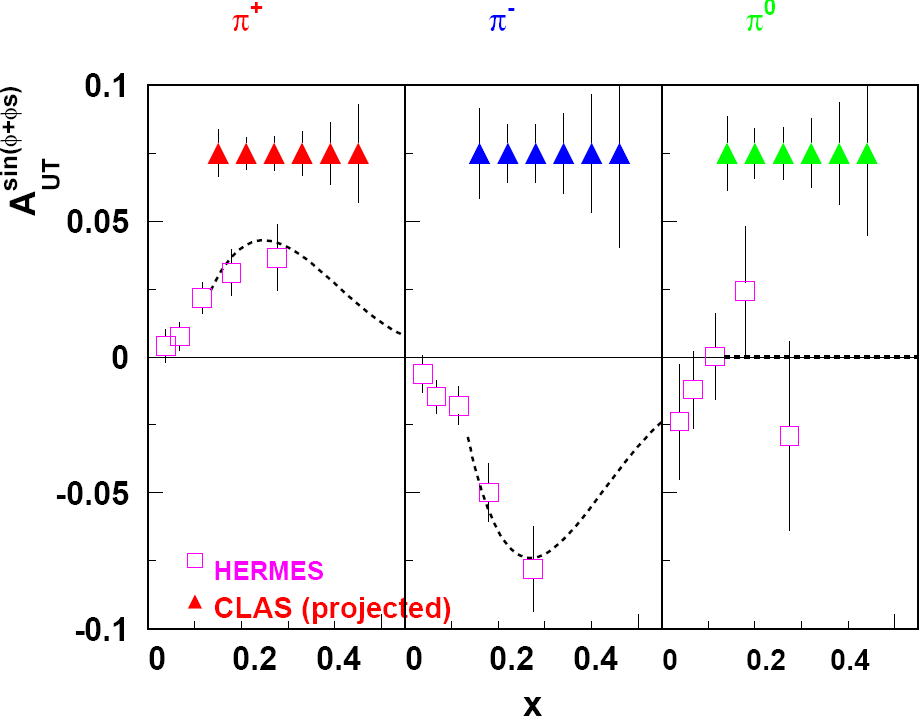 π+ π- π0
A UT sin(ϕ+ϕs)
0.1
0.05
0
-0.05
-0.1
HERMES
CLAS (projected)
0 0.2 0.4 0 0.2 0.4 0 0.2 0.4
x